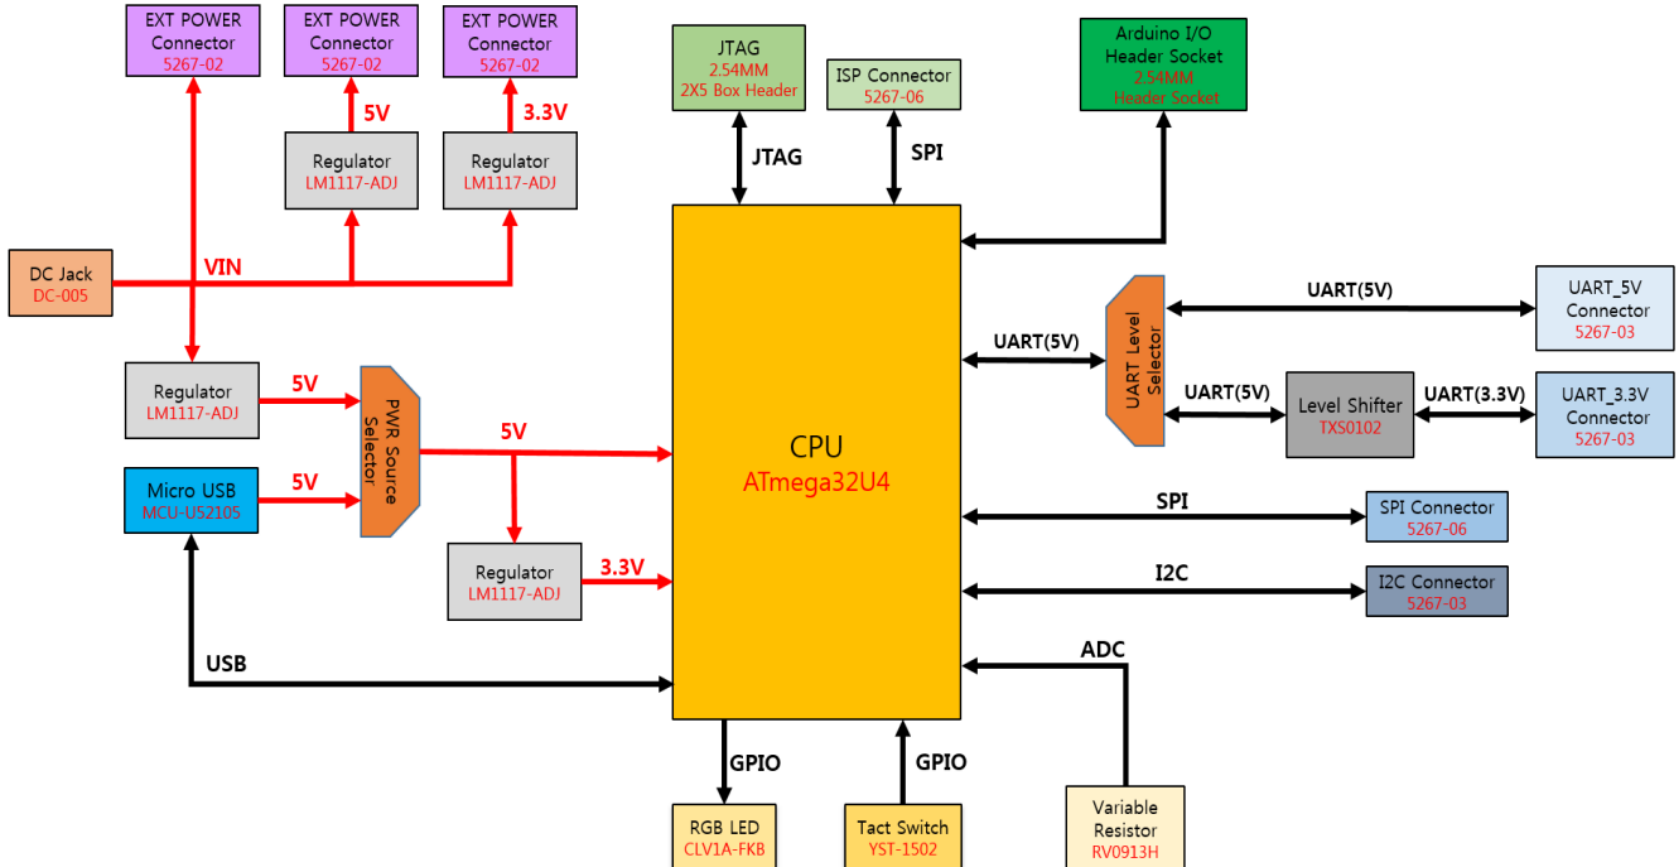 EXT POWER
Connector
5267-02
EXT POWER
Connector
5267-02
EXT POWER
Connector
5267-02
JTAG
2.54MM
2X5 Box Header
ISP Connector
5267-06
Arduino I/O
Header Socket
2.54MM
Header Socket
5V
3.3V
Regulator
LM1117-ADJ
Regulator
LM1117-ADJ
JTAG
SPI
DC Jack
DC-005
VIN
UART(5V)
UART_5V
Connector
5267-03
UART(5V)
UART Level
Selector
UART(5V)
Level Shifter
TXS0102
UART(3.3V)
UART_3.3V
Connector
5267-03
Regulator
LM1117-ADJ
5V
PWR Source
Selector
5V
CPU
ATmega32U4
Micro USB
MCU-U52105
5V
SPI
SPI Connector
5267-06
Regulator
LM1117-ADJ
3.3V
I2C
I2C Connector
5267-03
USB
ADC
GPIO
GPIO
RGB LED
CLV1A-FKB
Tact Switch
YST-1502
Variable
Resistor
RV0913H